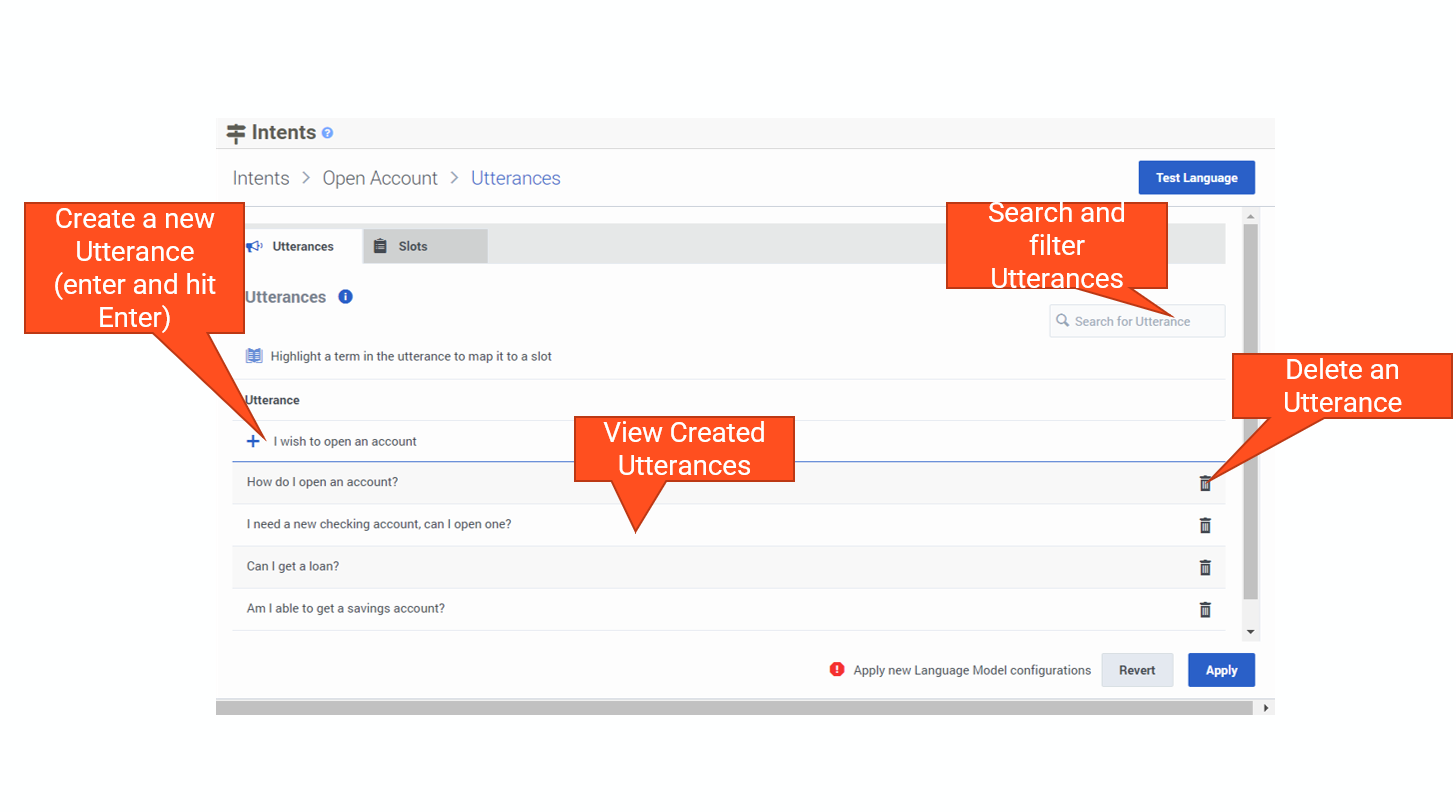 Intents
Intents > Open Account > Utterances
Test Language
Create a new
Utterance
(enter and hit
Enter)
Search and
filter
Utterances
Utterances
Slots
Utterances
Search for Utterance
Highlight a term in the utterance to map it to a slot
Delete an
Utterance
Utterance
View Created
Utterances
I wish to open an account
How do I open an account?
I need a new checking account, can I open one?
Can I get a loan?
Am I able to get a savings account?
Apply new Language Model configurations
Revert
Apply